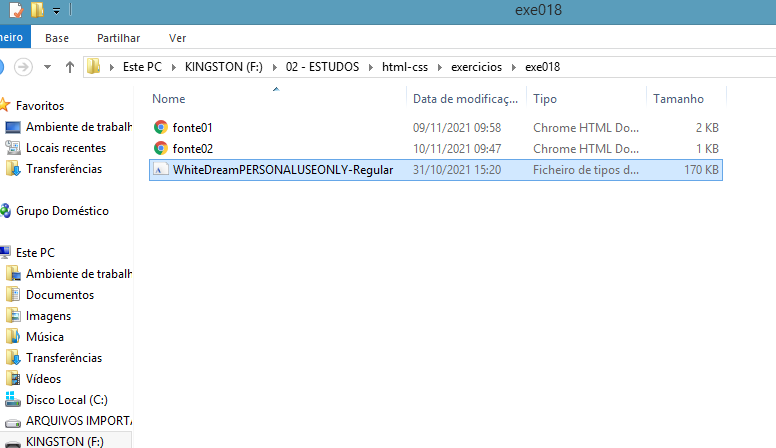 exe018
heiro Base Partilhar Ver
Este PC KINGSTON (F:) 02 - ESTUDOS html-css exercicios exe018
Nome Data de modificaç... Tipo Tamanho
fonte01 09/11/2021 09:58 Chrome HTML Do... 2 KB
fonte02 10/11/2021 09:47 Chrome HTML Do... 1 KB
WhiteDreamPERSONALUSEONLY-Regular 31/10/2021 15:20 Ficheiro de tipos d... 170 KB
Favoritos
Ambiente de trabalh
Locais recentes
Transferências
Grupo Doméstico
Este PC
Ambiente de trabalh
Documentos
Imagens
Música
Transferências
Vídeos
Disco Local (C:)
ARQUIVOS IMPORTA
KINGSTON (F:)